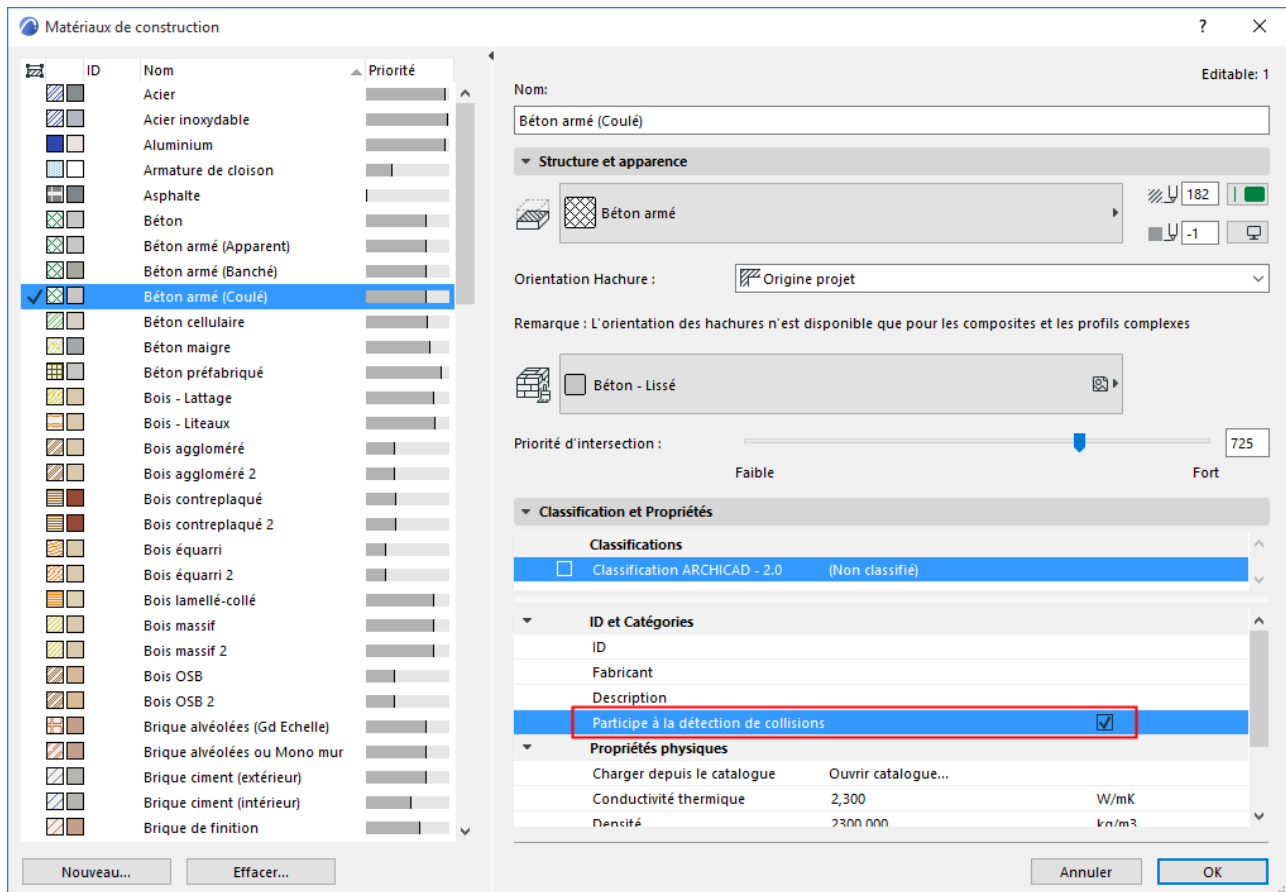 Matériaux de construction
?
ID Nom Priorité
Acier
Acier inoxydable
Aluminium
Armature de cloison
Asphalte
Béton
Béton armé (Apparent)
Béton armé (Banché)
Béton armé (Coulé)
Béton cellulaire
Béton maigre
Béton préfabriqué
Bois - Lattage
Bois - Liteaux
Bois aggloméré
Bois aggloméré 2
Bois contreplaqué
Bois contreplaqué 2
Bois équarri
Bois équarri 2
Bois lamellé-collé
Bois massif
Bois massif 2
Bois OSB
Bois OSB 2
Brique alvéolées (Gd Echelle)
Brique alvéolées ou Mono mur
Brique ciment (extérieur)
Brique ciment (intérieur)
Brique de finition
Nouveau... Effacer...
Editable: 1
Nom:
Béton armé (Coulé)
Structure et apparence
Béton armé
182
-1
Orientation Hachure : Origine projet
Remarque : L'orientation des hachures n'est disponible que pour les composites et les profils complexes
Béton - Lissé
Priorité d'intersection : 725
Faible Fort
Classification et Propriétés
Classifications
Classification ARCHICAD - 2.0 (Non classifié)
ID et Catégories
ID
Fabricant
Description
Participe à la détection de collisions
Propriétés physiques
Charger depuis le catalogue Ouvrir catalogue...
Conductivité thermique 2,300 W/mK
Densité 2300,000 kg/m3
Annuler OK